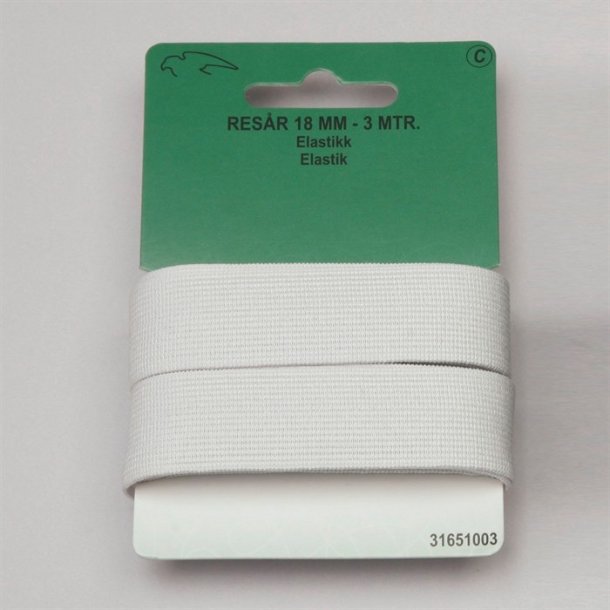 C
RESÅR 18 MM - 3 MTR.
Elastikk
Elastik
31651003